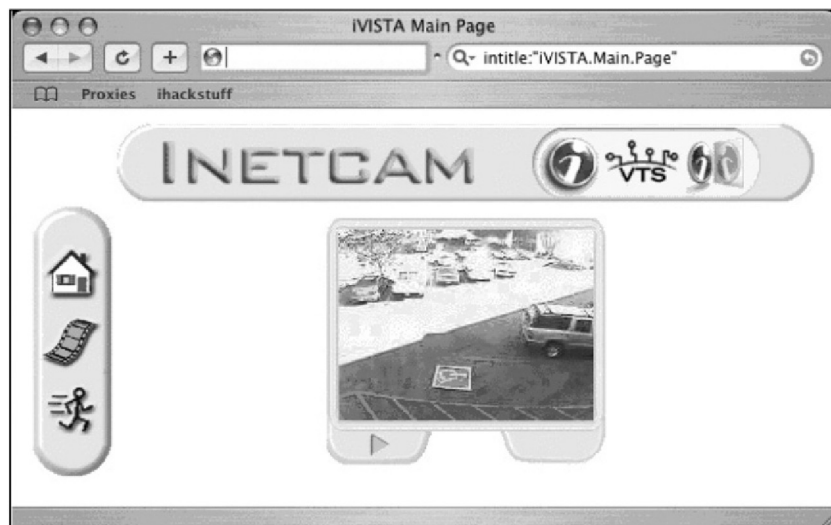 iVISTA Main Page
intitle:"iVISTA.Main.Page"
Proxies ihackstuff
INETCAM
VTS